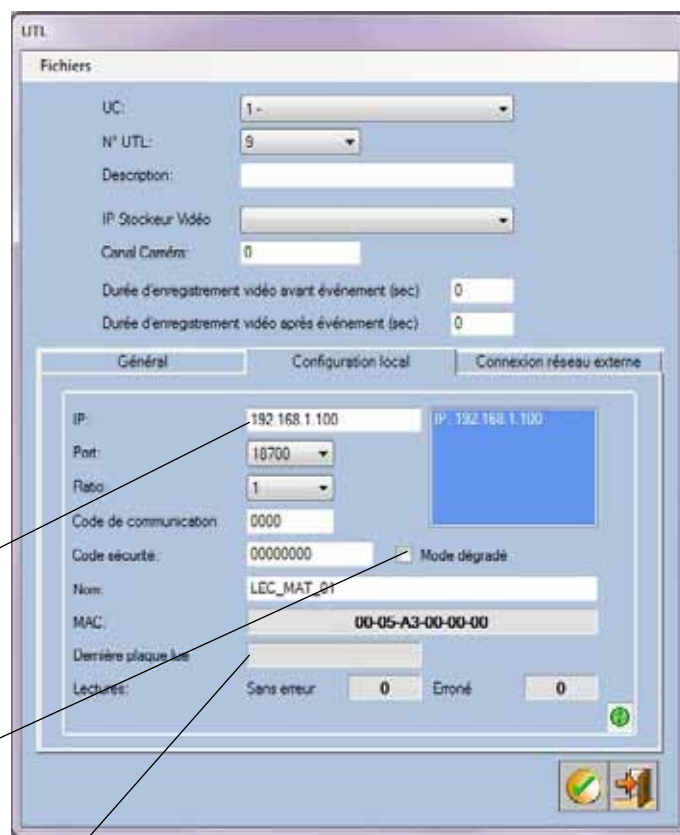 UTL
Fichiers
UC: 1 -
N° UTL: 9
Description:
IP Stockeur Vidéo
Canal Caméra: 0
Durée d'enregistrement vidéo avant événement (sec) 0
Durée d'enregistrement vidéo après événement (sec) 0
Général Configuration local Connexion réseau externe
IP: 192.168.1.100 IP : 192.168.1.100
Port: 18700
Ratio: 1
Code de communication 0000
Code sécurité: 00000000 Mode dégradé
Nom: LEC_MAT_01
MAC: 00-05-A3-00-00-00
Dernière plaque lue
Lectures: Sans erreur 0 Erroné 0